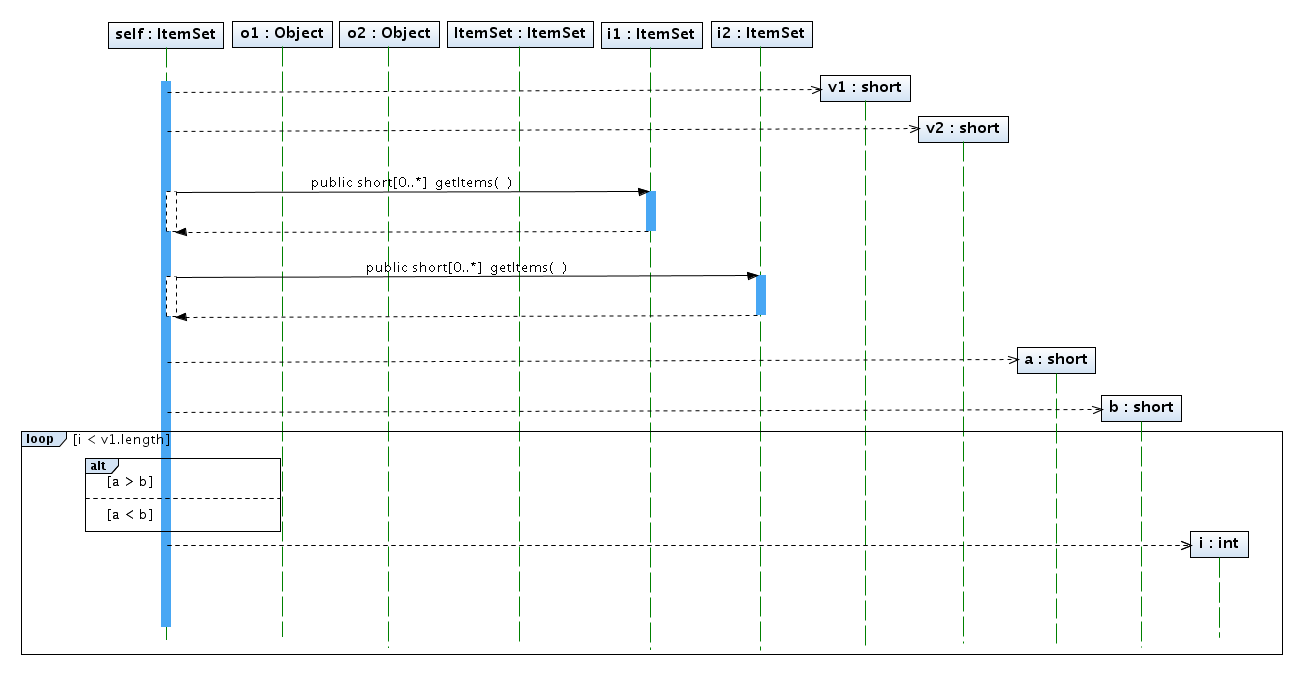 self : ItemSet
o1 : Object
o2 : Object
ItemSet : ItemSet
i1 : ItemSet
i2 : ItemSet
v1 : short
v2 : short
public short[0..*]  getItems(  )
public short[0..*]  getItems(  )
a : short
b : short
loop [i < v1.length]
alt
[a > b]
[a < b]
i : int